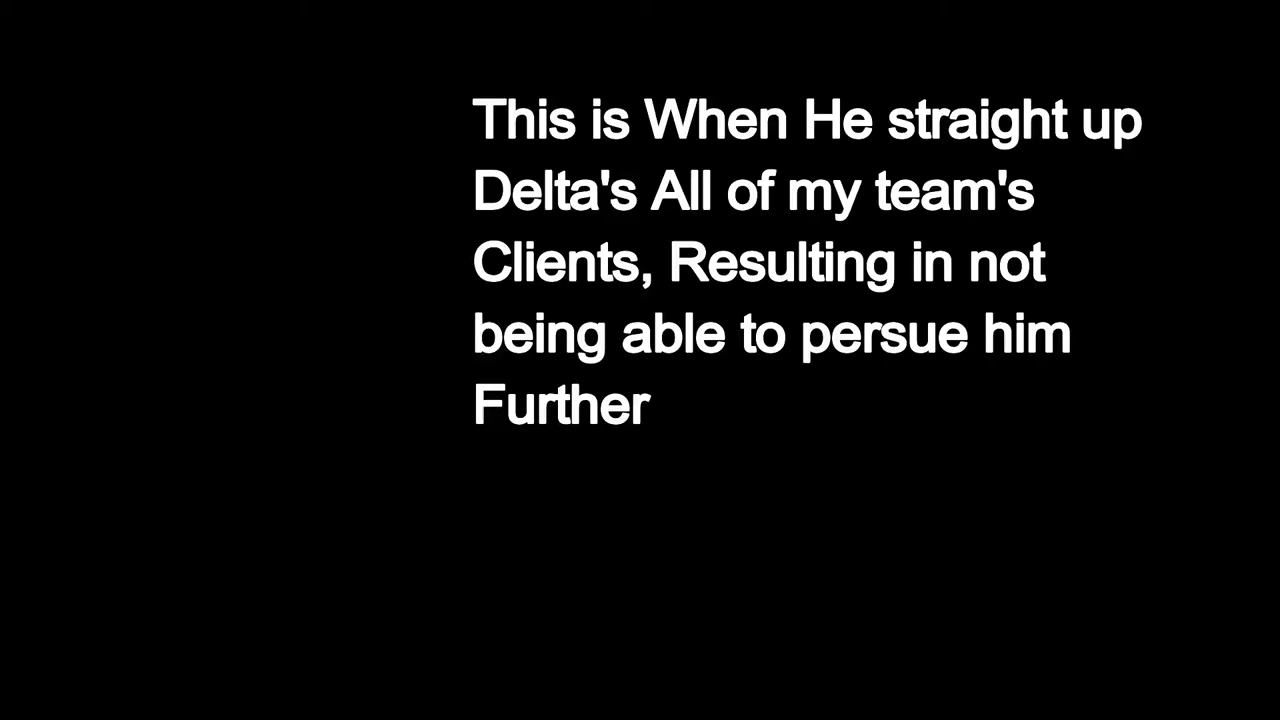 This is When He straight up
Delta's All of my team's
Clients, Resulting in not
being able to persue him
Further